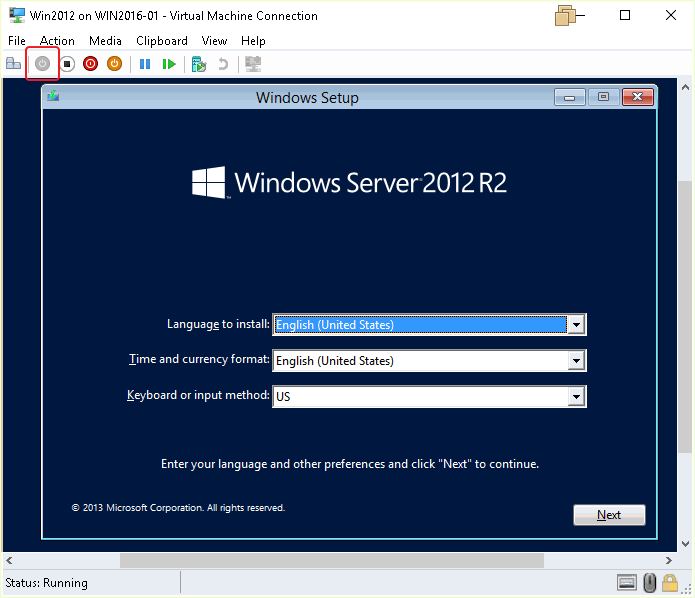 Win2012 on WIN2016-01 - Virtual Machine Connection
File Action Media Clipboard View Help
Windows Setup
Windows Server 2012 R2
Language to install: English (United States)
Time and currency format: English (United States)
Keyboard or input method: US
Enter your language and other preferences and click "Next" to continue.
© 2013 Microsoft Corporation. All rights reserved.
Next
Status: Running